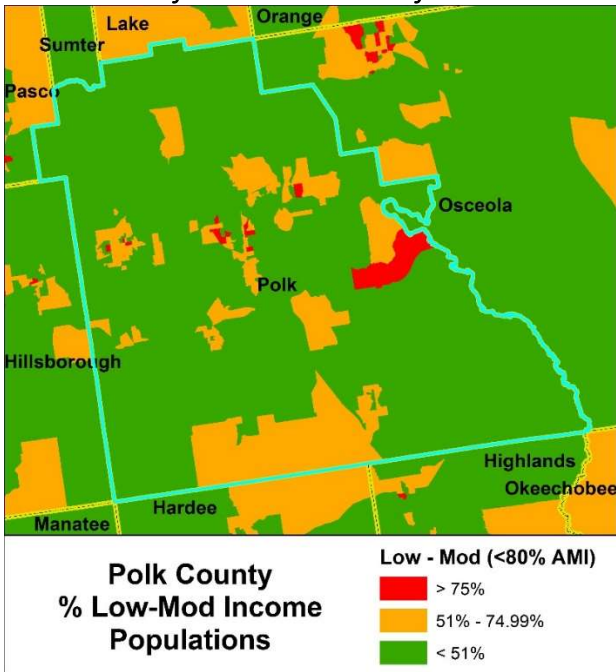 Orange
Lake
Sumter
Pasco
Osceola
Polk
Hillsborough
Highlands
Okeechobee
Hardee
Manatee
Polk County
% Low-Mod Income
Populations
Low - Mod (<80% AMI)
> 75%
51% - 74.99%
< 51%